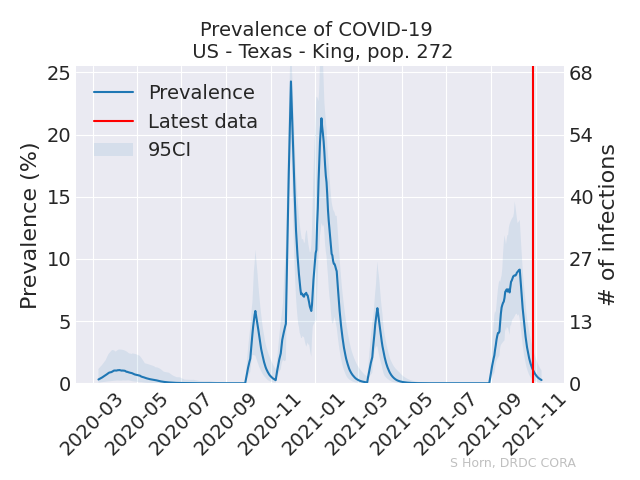 Prevalence of COVID-19
US - Texas - King, pop. 272
Prevalence
Latest data
95CI
Prevalence (%)
25
20
15
10
5
0
68
54
40
27
13
0
# of infections
2020-03
2020-05
2020-07
2020-09
2020-11
2021-01
2021-03
2021-05
2021-07
2021-09
2021-11
S Horn, DRDC CORA